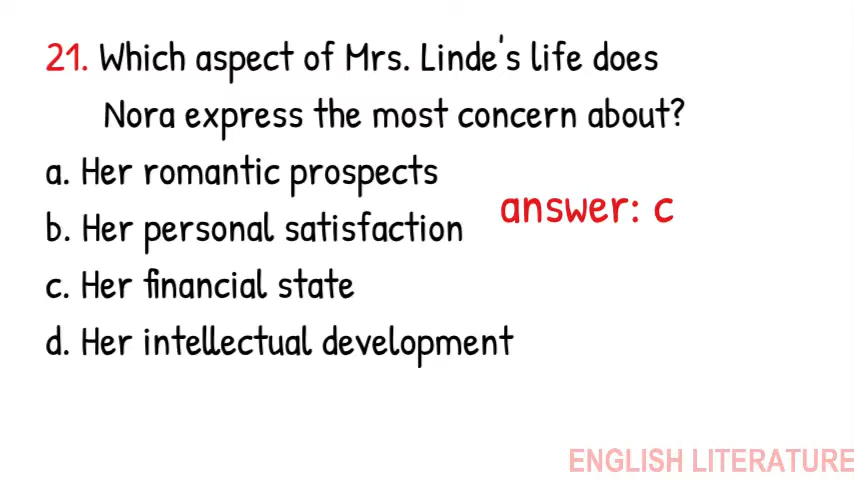 21. Which aspect of Mrs. Linde's life does
Nora express the most concern about?
a. Her romantic prospects
answer: c
b. Her personal satisfaction
c. Her financial state
d. Her intellectual development
ENGLISH LITERATURE